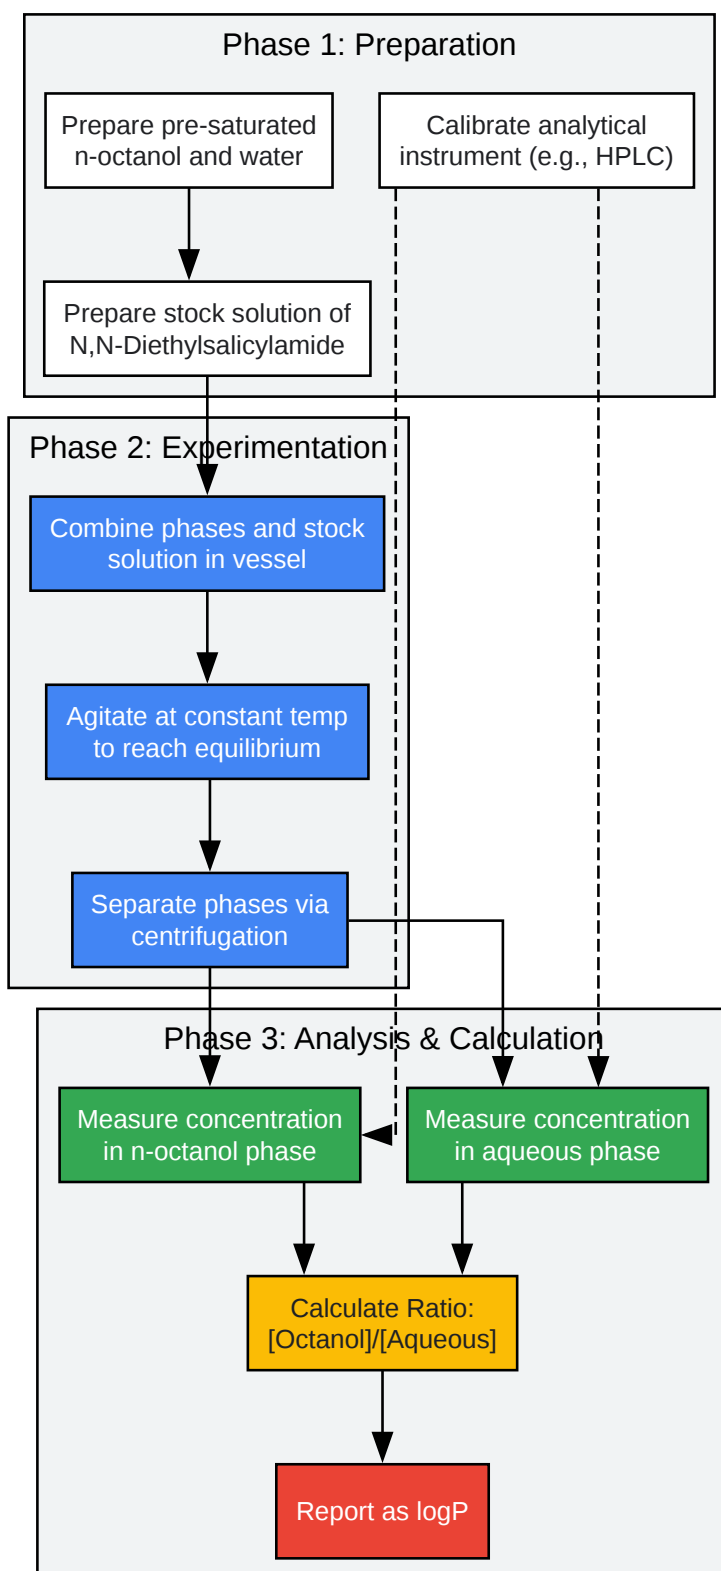 Phase 1: Preparation
Prepare pre-saturated
n-octanol and water
Calibrate analytical
instrument (e.g., HPLC)
Prepare stock solution of
N,N-Diethylsalicylamide
Phase 2: Experimentation
Combine phases and stock
solution in vessel
Agitate at constant temp
to reach equilibrium
Separate phases via
centrifugation
Phase 3: Analysis & Calculation
Measure concentration
in n-octanol phase
Measure concentration
in aqueous phase
Calculate Ratio:
[Octanol]/[Aqueous]
Report as logP